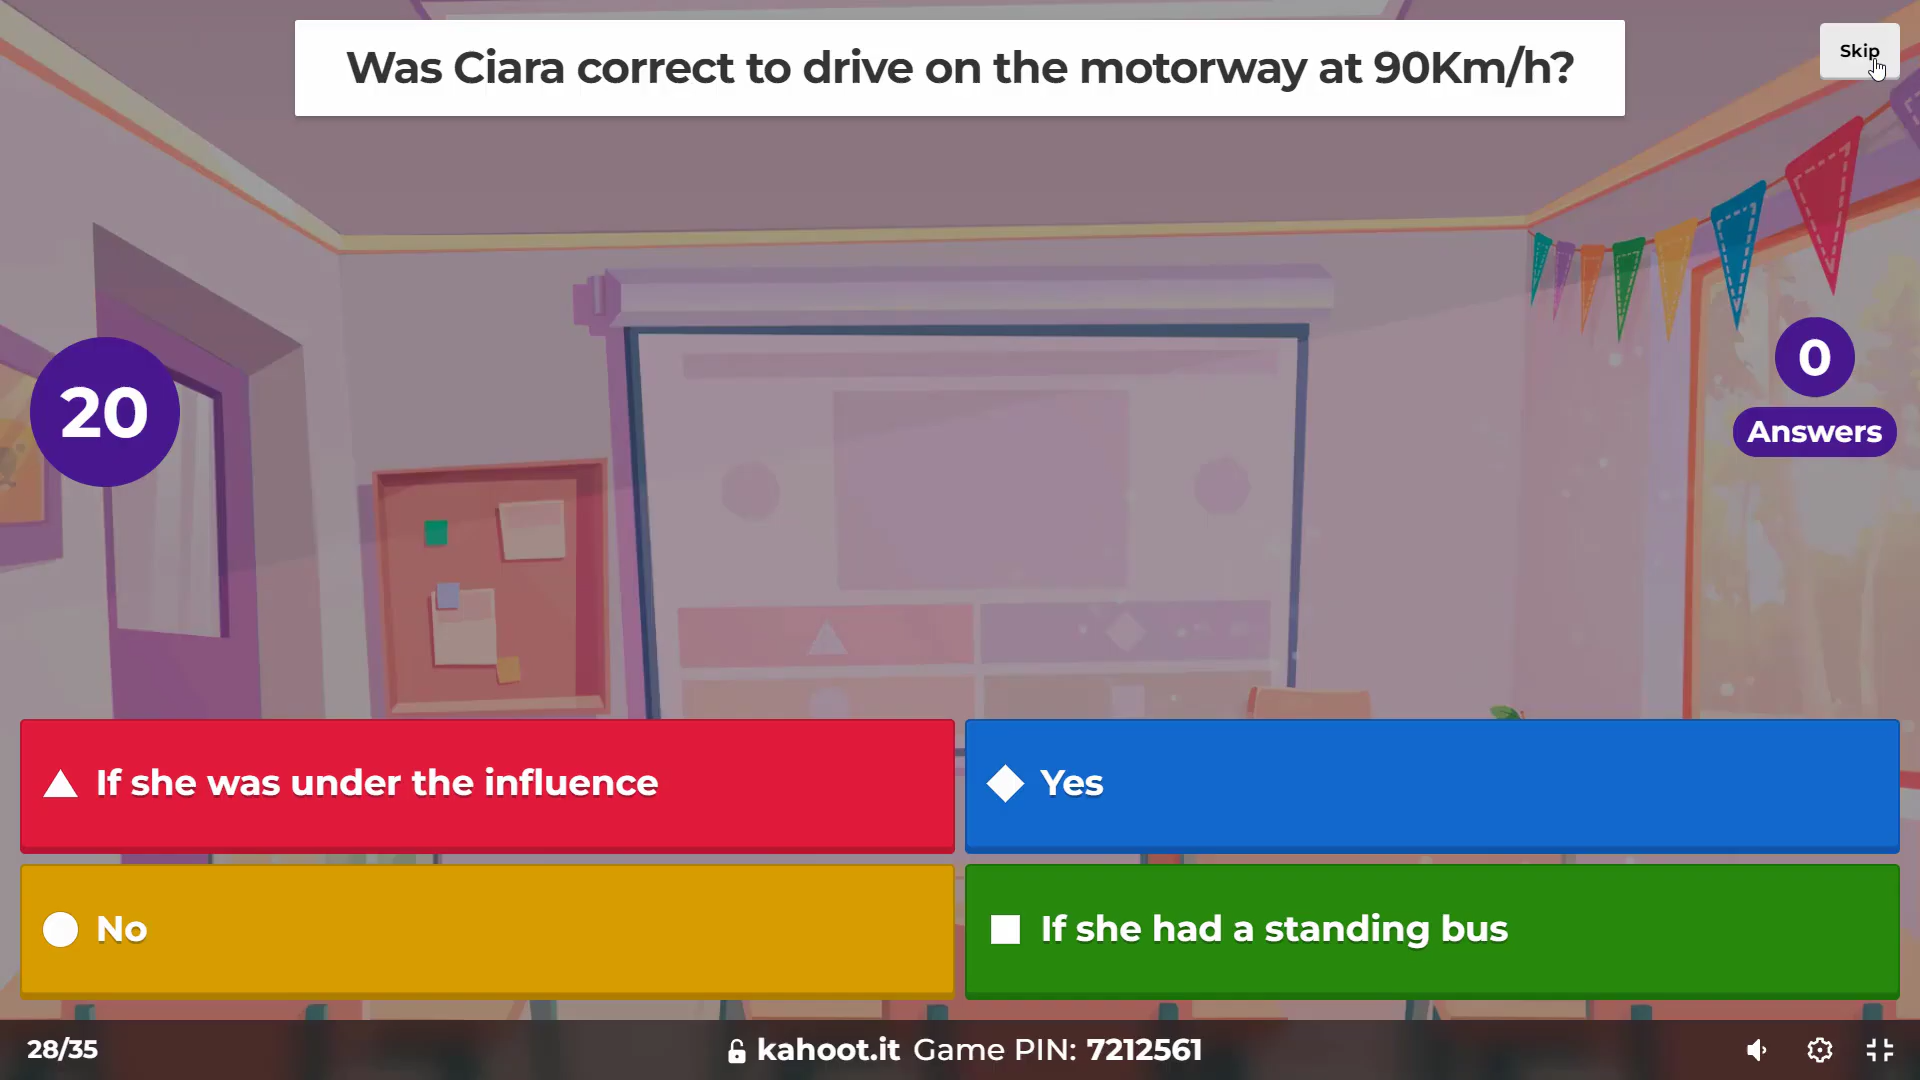 Was Ciara correct to drive on the motorway at 90Km/h?
Skip
20
0
Answers
If she was under the influence
Yes
No
If she had a standing bus
28/35
kahoot.it Game PIN: 7212561